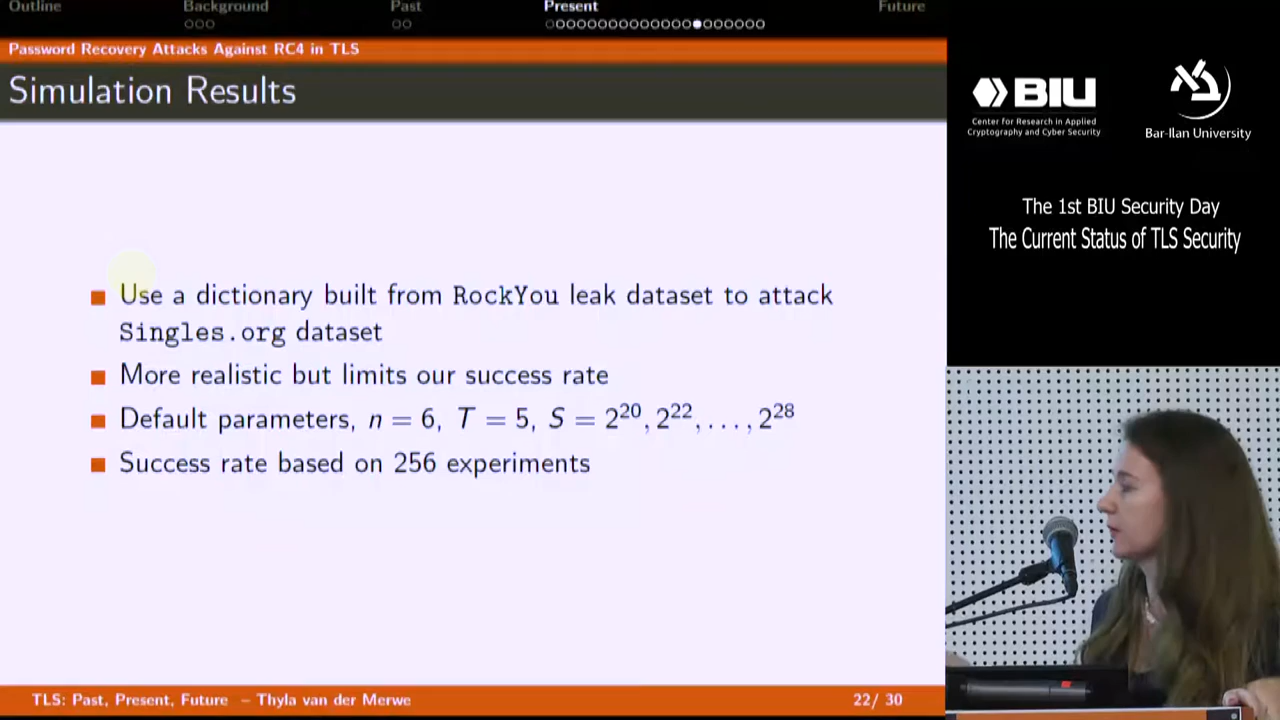 Outline Background Past Present Future
Password Recovery Attacks Against RC4 in TLS
Simulation Results
Use a dictionary built from RockYou leak dataset to attack
Singles.org dataset
More realistic but limits our success rate
Default parameters, n = 6, T = 5, S = 2^20, 2^22, . . . , 2^28
Success rate based on 256 experiments
TLS: Past, Present, Future – Thyla van der Merwe 22/ 30
BIU
Center for Research in Applied
Cryptography and Cyber Security
Bar-Ilan University
The 1st BIU Security Day
The Current Status of TLS Security